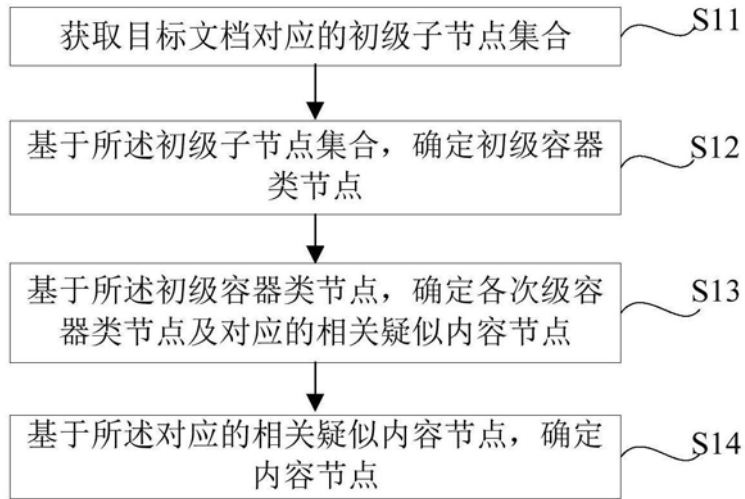 获取目标文档对应的初级子节点集合
S11
基于所述初级子节点集合，确定初级容器
类节点
S12
基于所述初级容器类节点，确定各次级容
器类节点及对应的相关疑似内容节点
S13
基于所述对应的相关疑似内容节点，确定
内容节点
S14